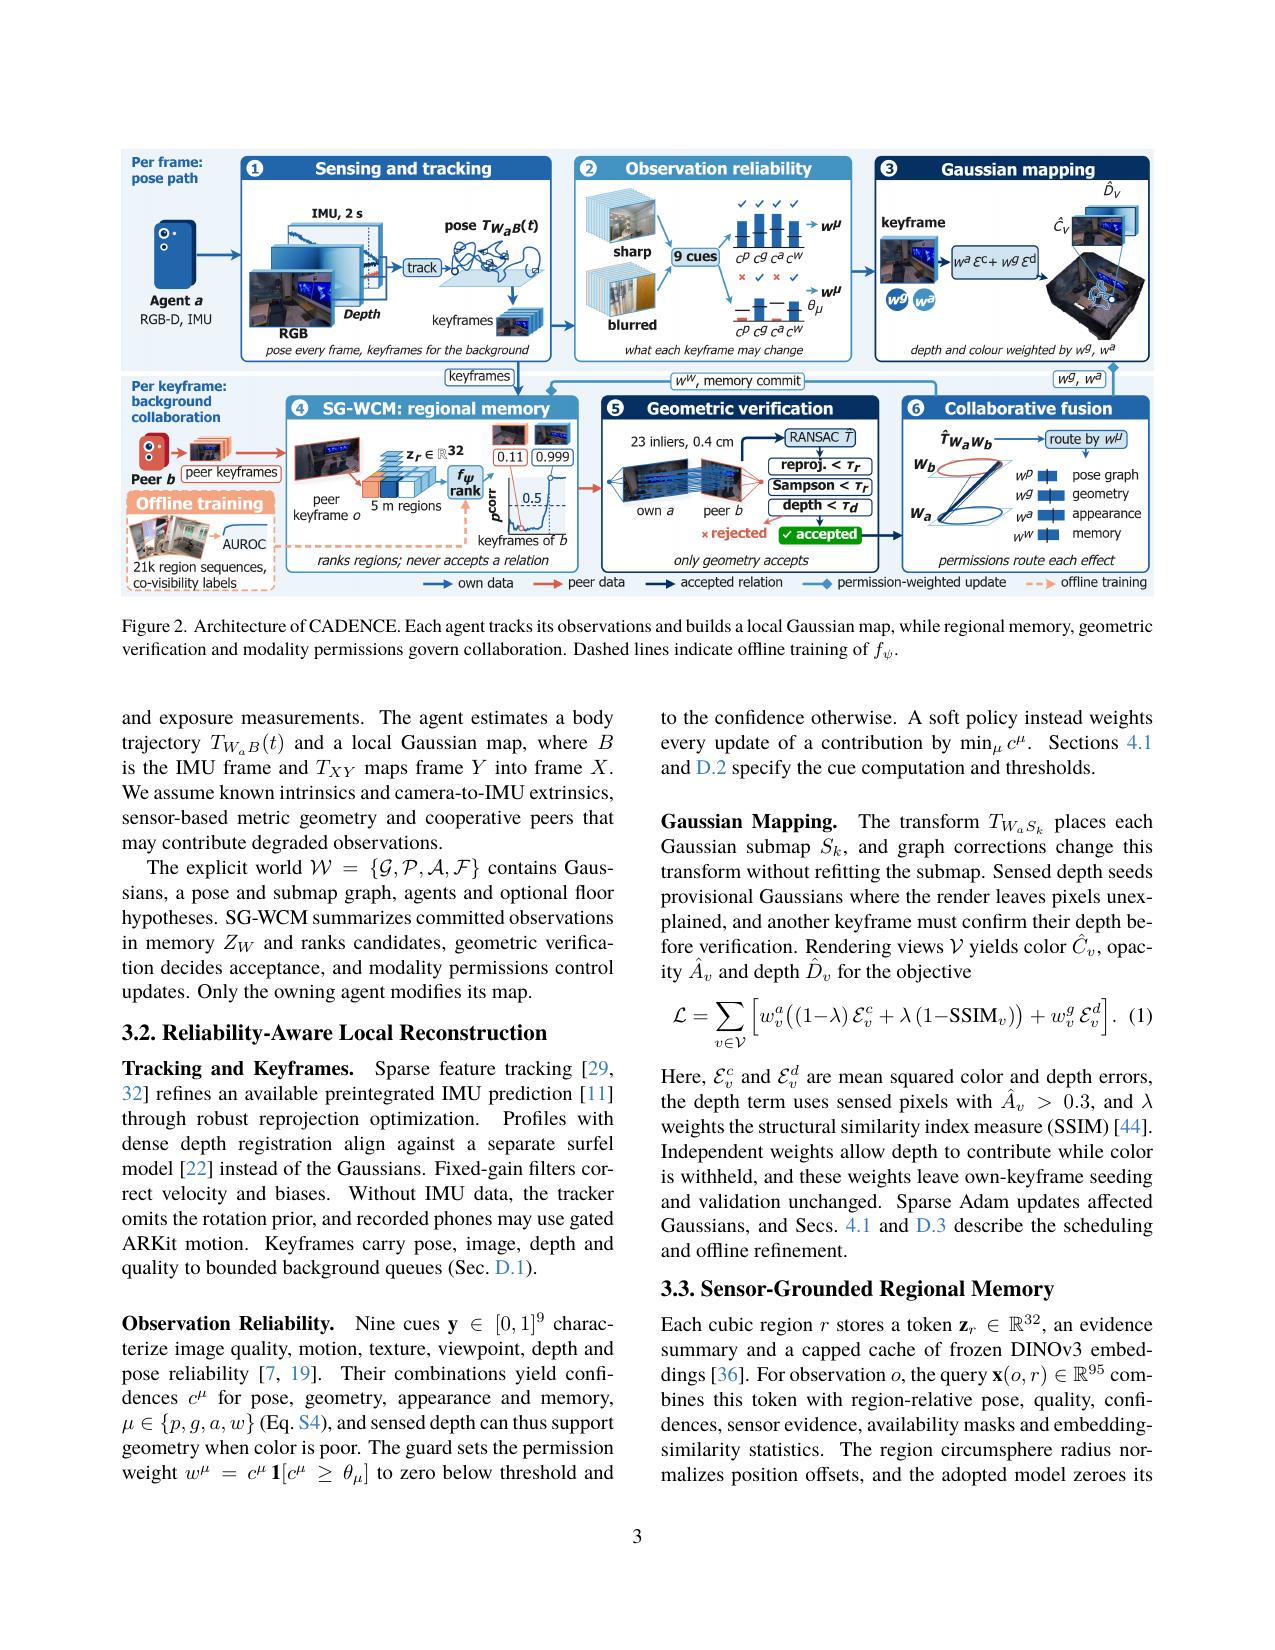 Per frame:
pose path
Agent a
RGB-D, IMU
1 Sensing and tracking
IMU, 2 s
RGB
Depth
track
pose T_{W_aB}(t)
keyframes
pose every frame, keyframes for the background
2 Observation reliability
sharp
blurred
9 cues
✓ ✓ ✓ ✓
c^p c^g c^a c^w
w^μ
× ✓ × ✓
c^p c^g c^a c^w
w^μ
θ_μ
what each keyframe may change
3 Gaussian mapping
keyframe
w^g w^a
w^a ℰ^c + w^g ℰ^d
Ĉ_v
D̂_v
depth and colour weighted by w^g, w^a
keyframes
w^w, memory commit
w^g, w^a
Per keyframe:
background
collaboration
Peer b
peer keyframes
Offline training
AUROC
21k region sequences,
co-visibility labels
4 SG-WCM: regional memory
peer
keyframe o
z_r ∈ ℝ^32
5 m regions
f_ψ
rank
0.11
0.999
p^corr
0.5
keyframes of b
ranks regions; never accepts a relation
5 Geometric verification
23 inliers, 0.4 cm
own a
peer b
RANSAC T̂
reproj. < τ_r
Sampson < τ_r
depth < τ_d
× rejected
✓ accepted
only geometry accepts
6 Collaborative fusion
T̂_{W_aW_b}
route by w^μ
W_b
W_a
w^p pose graph
w^g geometry
w^a appearance
w^w memory
permissions route each effect
own data
peer data
accepted relation
permission-weighted update
offline training
Figure 2. Architecture of CADENCE. Each agent tracks its observations and builds a local Gaussian map, while regional memory, geometric
verification and modality permissions govern collaboration. Dashed lines indicate offline training of f_ψ.
and exposure measurements. The agent estimates a body
trajectory T_{W_aB}(t) and a local Gaussian map, where B
is the IMU frame and T_{XY} maps frame Y into frame X.
We assume known intrinsics and camera-to-IMU extrinsics,
sensor-based metric geometry and cooperative peers that
may contribute degraded observations.
The explicit world 𝒲 = {𝒢, 𝒫, 𝒜, ℱ} contains Gaus-
sians, a pose and submap graph, agents and optional floor
hypotheses. SG-WCM summarizes committed observations
in memory Z_W and ranks candidates, geometric verifica-
tion decides acceptance, and modality permissions control
updates. Only the owning agent modifies its map.
3.2. Reliability-Aware Local Reconstruction
Tracking and Keyframes. Sparse feature tracking [29,
32] refines an available preintegrated IMU prediction [11]
through robust reprojection optimization. Profiles with
dense depth registration align against a separate surfel
model [22] instead of the Gaussians. Fixed-gain filters cor-
rect velocity and biases. Without IMU data, the tracker
omits the rotation prior, and recorded phones may use gated
ARKit motion. Keyframes carry pose, image, depth and
quality to bounded background queues (Sec. D.1).
Observation Reliability. Nine cues y ∈ [0, 1]^9 charac-
terize image quality, motion, texture, viewpoint, depth and
pose reliability [7, 19]. Their combinations yield confi-
dences c^μ for pose, geometry, appearance and memory,
μ ∈ {p, g, a, w} (Eq. S4), and sensed depth can thus support
geometry when color is poor. The guard sets the permission
weight w^μ = c^μ 1[c^μ ≥ θ_μ] to zero below threshold and
to the confidence otherwise. A soft policy instead weights
every update of a contribution by min_μ c^μ. Sections 4.1
and D.2 specify the cue computation and thresholds.
Gaussian Mapping. The transform T_{W_aS_k} places each
Gaussian submap S_k, and graph corrections change this
transform without refitting the submap. Sensed depth seeds
provisional Gaussians where the render leaves pixels unex-
plained, and another keyframe must confirm their depth be-
fore verification. Rendering views 𝒱 yields color Ĉ_v, opac-
ity Â_v and depth D̂_v for the objective
ℒ = ∑_{v∈𝒱} [w_v^a((1−λ) ℰ_v^c + λ (1−SSIM_v)) + w_v^g ℰ_v^d]. (1)
Here, ℰ_v^c and ℰ_v^d are mean squared color and depth errors,
the depth term uses sensed pixels with Â_v > 0.3, and λ
weights the structural similarity index measure (SSIM) [44].
Independent weights allow depth to contribute while color
is withheld, and these weights leave own-keyframe seeding
and validation unchanged. Sparse Adam updates affected
Gaussians, and Secs. 4.1 and D.3 describe the scheduling
and offline refinement.
3.3. Sensor-Grounded Regional Memory
Each cubic region r stores a token z_r ∈ ℝ^32, an evidence
summary and a capped cache of frozen DINOv3 embed-
dings [36]. For observation o, the query x(o, r) ∈ ℝ^95 com-
bines this token with region-relative pose, quality, confi-
dences, sensor evidence, availability masks and embedding-
similarity statistics. The region circumsphere radius nor-
malizes position offsets, and the adopted model zeroes its
3